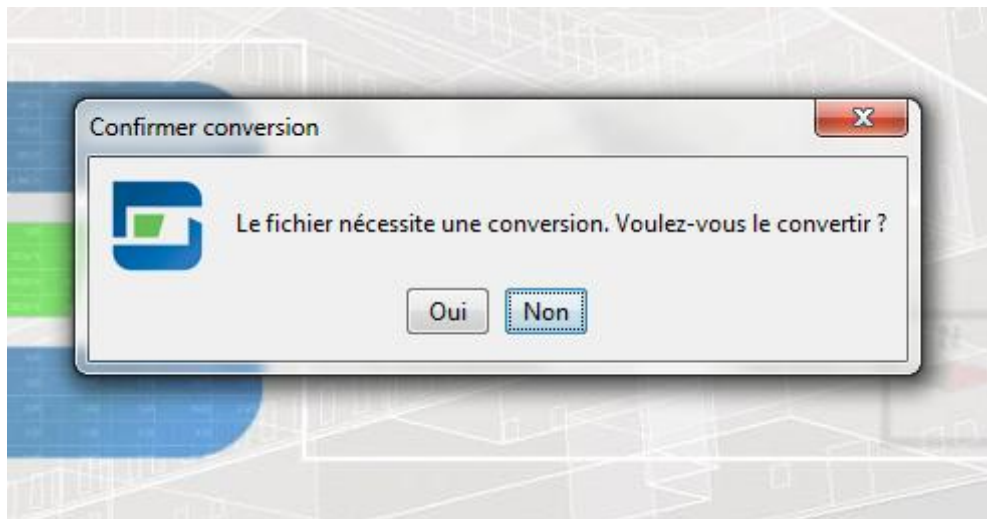 Confirmer conversion
Le fichier nécessite une conversion. Voulez-vous le convertir ?
Oui
Non